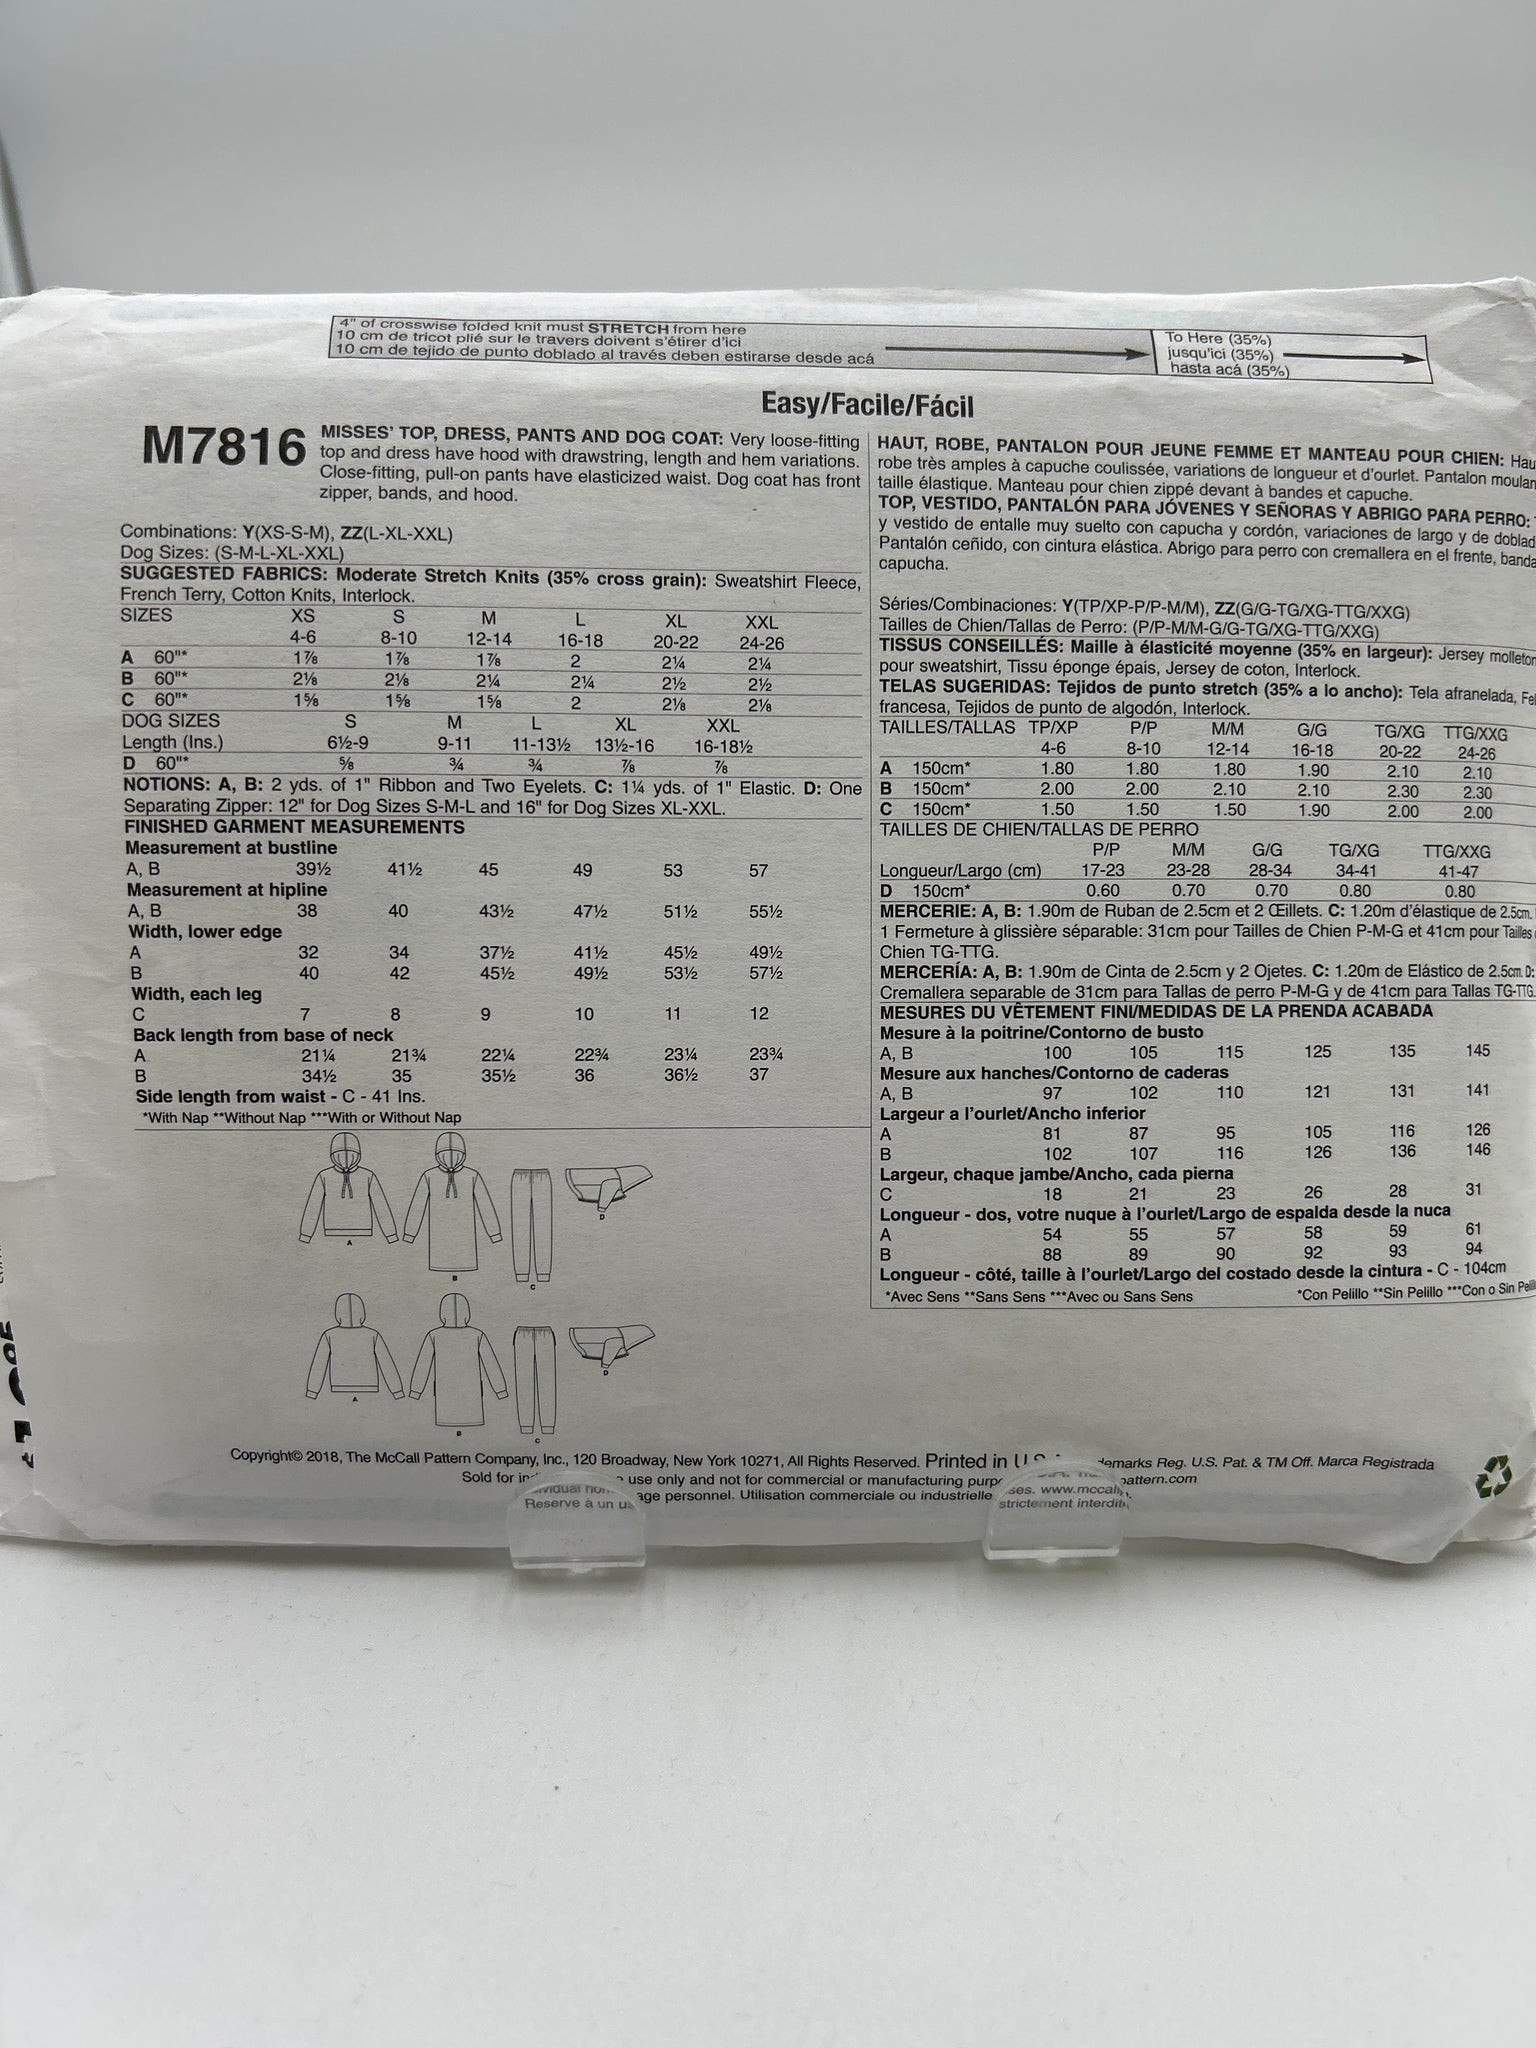 4" of crosswise folded knit must STRETCH from here
10 cm de tricot plié sur le travers doivent s'étirer d'ici
10 cm de tejido de punto doblado al través deben estirarse desde acá
To Here (35%)
jusqu'ici (35%)
hasta acá (35%)
Easy/Facile/Fácil
M7816
MISSES' TOP, DRESS, PANTS AND DOG COAT: Very loose-fitting
top and dress have hood with drawstring, length and hem variations.
Close-fitting, pull-on pants have elasticized waist. Dog coat has front
zipper, bands, and hood.
Combinations: Y(XS-S-M), ZZ(L-XL-XXL)
Dog Sizes: (S-M-L-XL-XXL)
SUGGESTED FABRICS: Moderate Stretch Knits (35% cross grain): Sweatshirt Fleece,
French Terry, Cotton Knits, Interlock.
SIZES XS S M L XL XXL
4-6 8-10 12-14 16-18 20-22 24-26
A 60"* 1⅞ 1⅞ 1⅞ 2 2¼ 2¼
B 60"* 2⅛ 2⅛ 2¼ 2¼ 2½ 2½
C 60"* 1⅝ 1⅝ 1⅝ 2 2⅛ 2⅛
DOG SIZES S M L XL XXL
Length (Ins.) 6½-9 9-11 11-13½ 13½-16 16-18½
D 60"* ⅝ ¾ ¾ ⅞ ⅞
NOTIONS: A, B: 2 yds. of 1" Ribbon and Two Eyelets. C: 1¼ yds. of 1" Elastic. D: One
Separating Zipper: 12" for Dog Sizes S-M-L and 16" for Dog Sizes XL-XXL.
FINISHED GARMENT MEASUREMENTS
Measurement at bustline
A, B 39½ 41½ 45 49 53 57
Measurement at hipline
A, B 38 40 43½ 47½ 51½ 55½
Width, lower edge
A 32 34 37½ 41½ 45½ 49½
B 40 42 45½ 49½ 53½ 57½
Width, each leg
C 7 8 9 10 11 12
Back length from base of neck
A 21¼ 21¾ 22¼ 22¾ 23¼ 23¾
B 34½ 35 35½ 36 36½ 37
Side length from waist - C - 41 Ins.
*With Nap **Without Nap ***With or Without Nap
A
B
C
D
A
B
C
D
HAUT, ROBE, PANTALON POUR JEUNE FEMME ET MANTEAU POUR CHIEN:
robe très amples à capuche coulissée, variations de longueur et d'ourlet. Pantalon
taille élastique. Manteau pour chien zippé devant à bandes et capuche.
TOP, VESTIDO, PANTALÓN PARA JÓVENES Y SEÑORAS Y ABRIGO PARA PERRO:
y vestido de entalle muy suelto con capucha y cordón, variaciones de largo y de
Pantalón ceñido, con cintura elástica. Abrigo para perro con cremallera en el frente,
capucha.
Séries/Combinaciones: Y(TP/XP-P/P-M/M), ZZ(G/G-TG/XG-TTG/XXG)
Tailles de Chien/Tallas de Perro: (P/P-M/M-G/G-TG/XG-TTG/XXG)
TISSUS CONSEILLÉS: Maille à élasticité moyenne (35% en largeur): Jersey
pour sweatshirt, Tissu éponge épais, Jersey de coton, Interlock.
TELAS SUGERIDAS: Tejidos de punto stretch (35% a lo ancho): Tela afranelada,
francesa, Tejidos de punto de algodón, Interlock.
TAILLES/TALLAS TP/XP P/P M/M G/G TG/XG TTG/XXG
4-6 8-10 12-14 16-18 20-22 24-26
A 150cm* 1.80 1.80 1.80 1.90 2.10 2.10
B 150cm* 2.00 2.00 2.10 2.10 2.30 2.30
C 150cm* 1.50 1.50 1.50 1.90 2.00 2.00
TAILLES DE CHIEN/TALLAS DE PERRO
P/P M/M G/G TG/XG TTG/XXG
Longueur/Largo (cm) 17-23 23-28 28-34 34-41 41-47
D 150cm* 0.60 0.70 0.70 0.80 0.80
MERCERIE: A, B: 1.90m de Ruban de 2.5cm et 2 Œillets. C: 1.20m d'élastique de 2.5cm.
1 Fermeture à glissière séparable: 31cm pour Tailles de Chien P-M-G et 41cm pour Tailles
Chien TG-TTG.
MERCERÍA: A, B: 1.90m de Cinta de 2.5cm y 2 Ojetes. C: 1.20m de Elástico de 2.5cm. D:
Cremallera separable de 31cm para Tallas de perro P-M-G y de 41cm para Tallas TG-TTG.
MESURES DU VÊTEMENT FINI/MEDIDAS DE LA PRENDA ACABADA
Mesure à la poitrine/Contorno de busto
A, B 100 105 115 125 135 145
Mesure aux hanches/Contorno de caderas
A, B 97 102 110 121 131 141
Largeur a l'ourlet/Ancho inferior
A 81 87 95 105 116 126
B 102 107 116 126 136 146
Largeur, chaque jambe/Ancho, cada pierna
C 18 21 23 26 28 31
Longueur - dos, votre nuque à l'ourlet/Largo de espalda desde la nuca
A 54 55 57 58 59 61
B 88 89 90 92 93 94
Longueur - côté, taille à l'ourlet/Largo del costado desde la cintura - C - 104cm
*Avec Sens **Sans Sens ***Avec ou Sans Sens *Con Pelillo **Sin Pelillo ***Con o Sin
Copyright© 2018, The McCall Pattern Company, Inc., 120 Broadway, New York 10271, All Rights Reserved. Printed in Reg. U.S. Pat. & TM Off. Marca Registrada
Sold for use only and not for commercial or manufacturing
Reserve à un personnel. Utilisation commerciale ou industrielle strictement